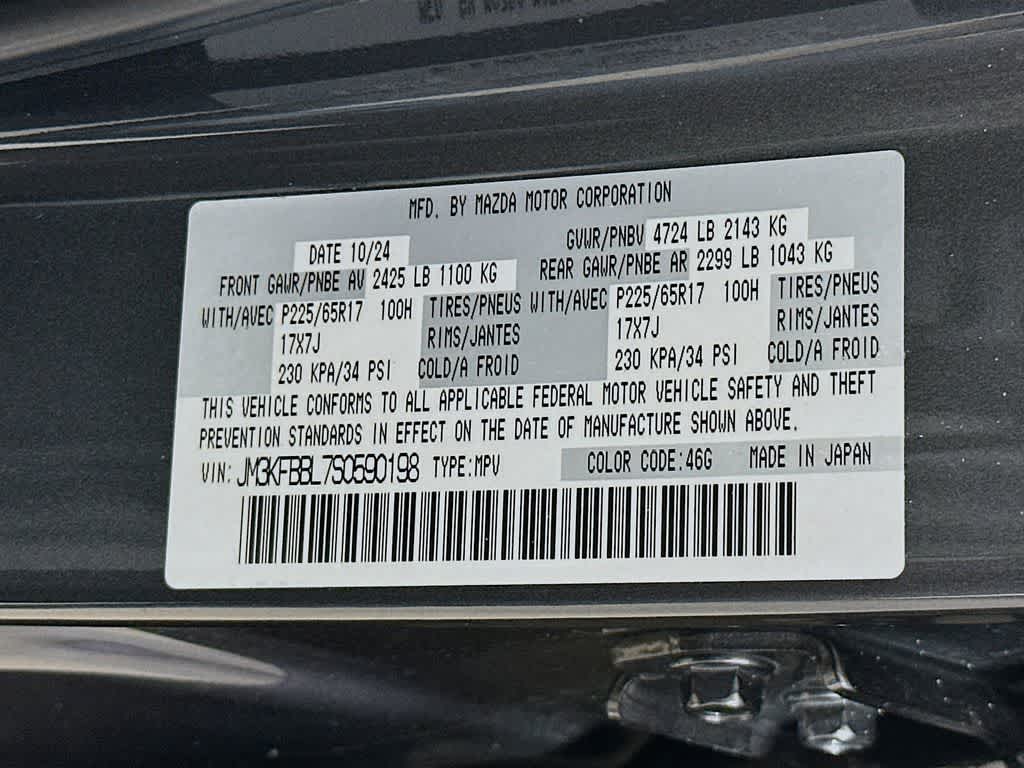 MFD. BY MAZDA MOTOR CORPORATION
DATE 10/24 GVWR/PNBV 4724 LB 2143 KG
FRONT GAWR/PNBE AV 2425 LB 1100 KG REAR GAWR/PNBE AR 2299 LB 1043 KG
WITH/AVEC P225/65R17 100H TIRES/PNEUS WITH/AVEC P225/65R17 100H TIRES/PNEUS
17X7J RIMS/JANTES 17X7J RIMS/JANTES
230 KPA/34 PSI COLD/A FROID 230 KPA/34 PSI COLD/A FROID
THIS VEHICLE CONFORMS TO ALL APPLICABLE FEDERAL MOTOR VEHICLE SAFETY AND THEFT
PREVENTION STANDARDS IN EFFECT ON THE DATE OF MANUFACTURE SHOWN ABOVE.
VIN: JM3KFBBL7S0590198 TYPE:MPV COLOR CODE:46G MADE IN JAPAN